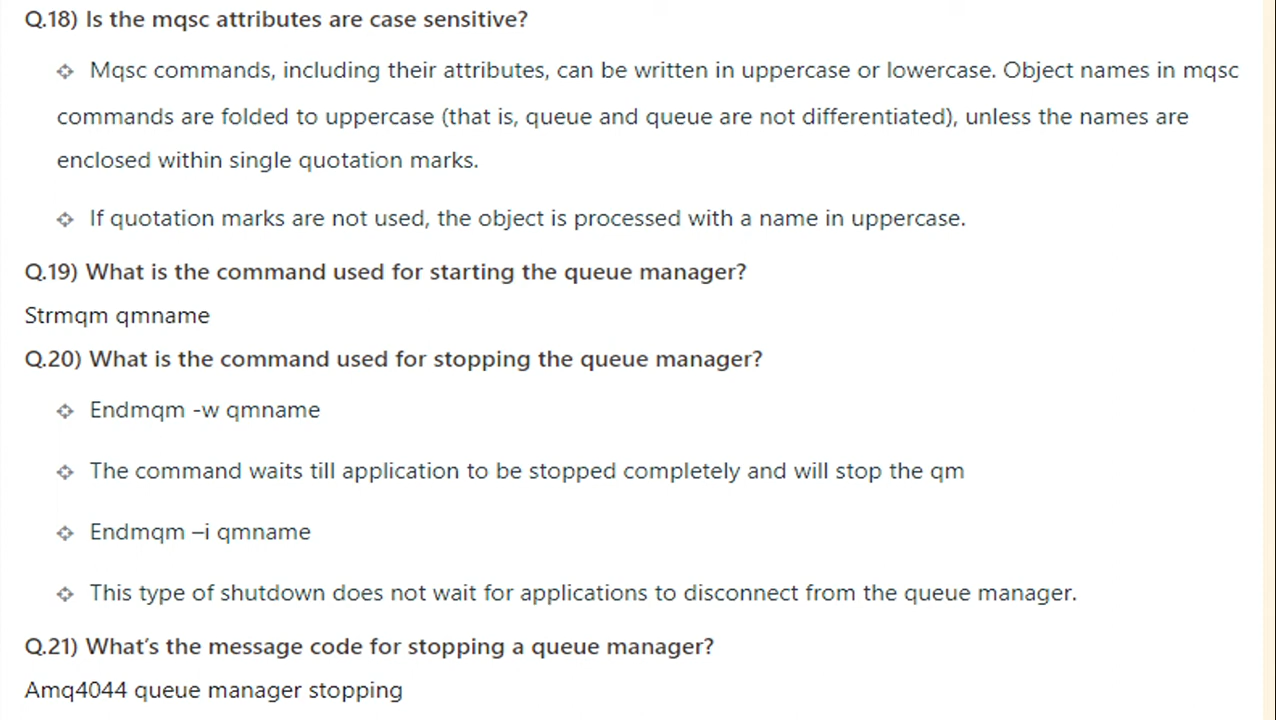 Q.18) Is the mqsc attributes are case sensitive?
Mqsc commands, including their attributes, can be written in uppercase or lowercase. Object names in mqsc
commands are folded to uppercase (that is, queue and queue are not differentiated), unless the names are
enclosed within single quotation marks.
If quotation marks are not used, the object is processed with a name in uppercase.
Q.19) What is the command used for starting the queue manager?
Strmqm qmname
Q.20) What is the command used for stopping the queue manager?
Endmqm -w qmname
The command waits till application to be stopped completely and will stop the qm
Endmqm –i qmname
This type of shutdown does not wait for applications to disconnect from the queue manager.
Q.21) What’s the message code for stopping a queue manager?
Amq4044 queue manager stopping